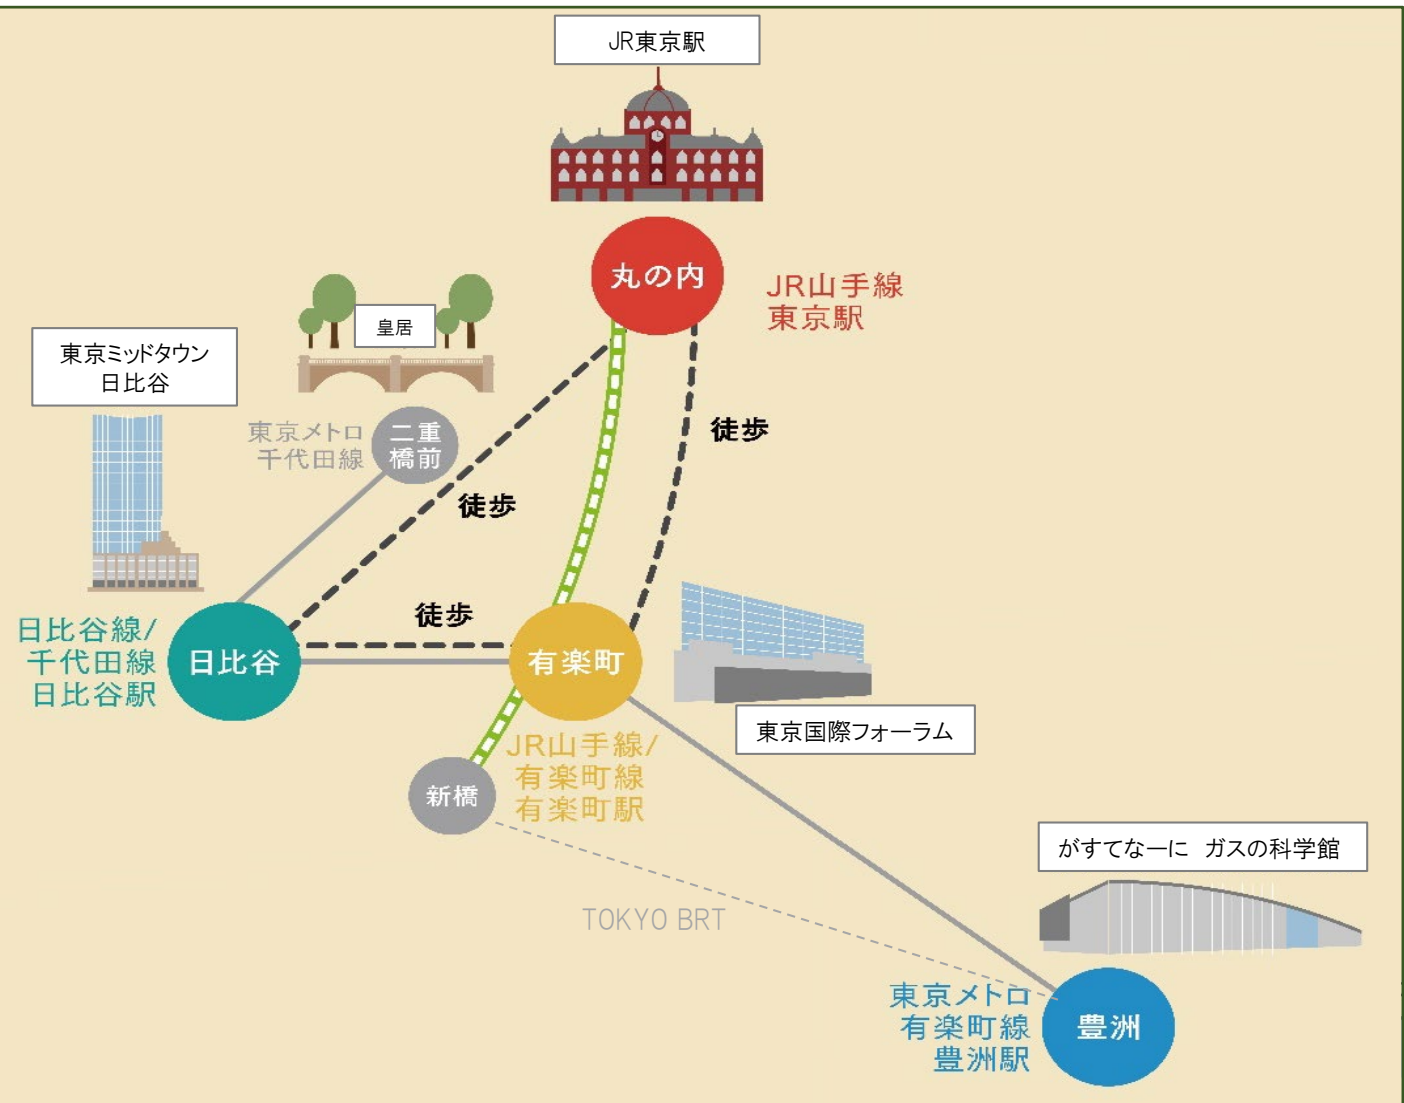 JR東京駅
丸の内
JR山手線
東京駅
皇居
東京ミッドタウン
日比谷
東京メトロ
千代田線
二重
橋前
徒歩
徒歩
徒歩
日比谷線/
千代田線
日比谷駅
日比谷
有楽町
東京国際フォーラム
JR山手線/
有楽町線
有楽町駅
新橋
TOKYO BRT
がすてなーに ガスの科学館
東京メトロ
有楽町線
豊洲駅
豊洲